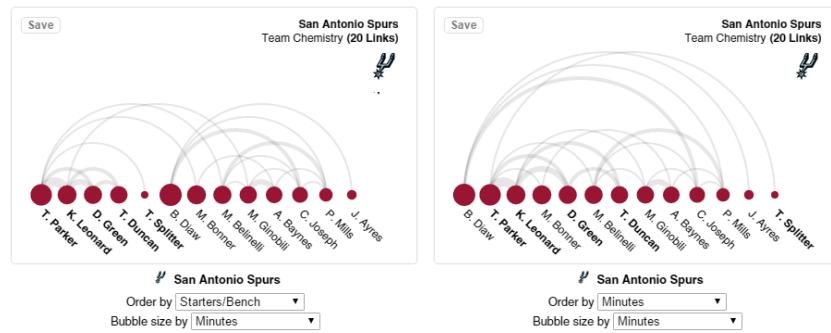 Save
San Antonio Spurs
Team Chemistry (20 Links)
T. Parker
K. Leonard
D. Green
T. Duncan
T. Splitter
B. Diaw
M. Bonner
M. Belinelli
M. Ginobili
A. Baynes
C. Joseph
P. Mills
J. Ayres
San Antonio Spurs
Order by Starters/Bench
Bubble size by Minutes
Save
San Antonio Spurs
Team Chemistry (20 Links)
B. Diaw
T. Parker
K. Leonard
M. Bonner
D. Green
M. Belinelli
T. Duncan
M. Ginobili
A. Baynes
C. Joseph
P. Mills
J. Ayres
T. Splitter
San Antonio Spurs
Order by Minutes
Bubble size by Minutes